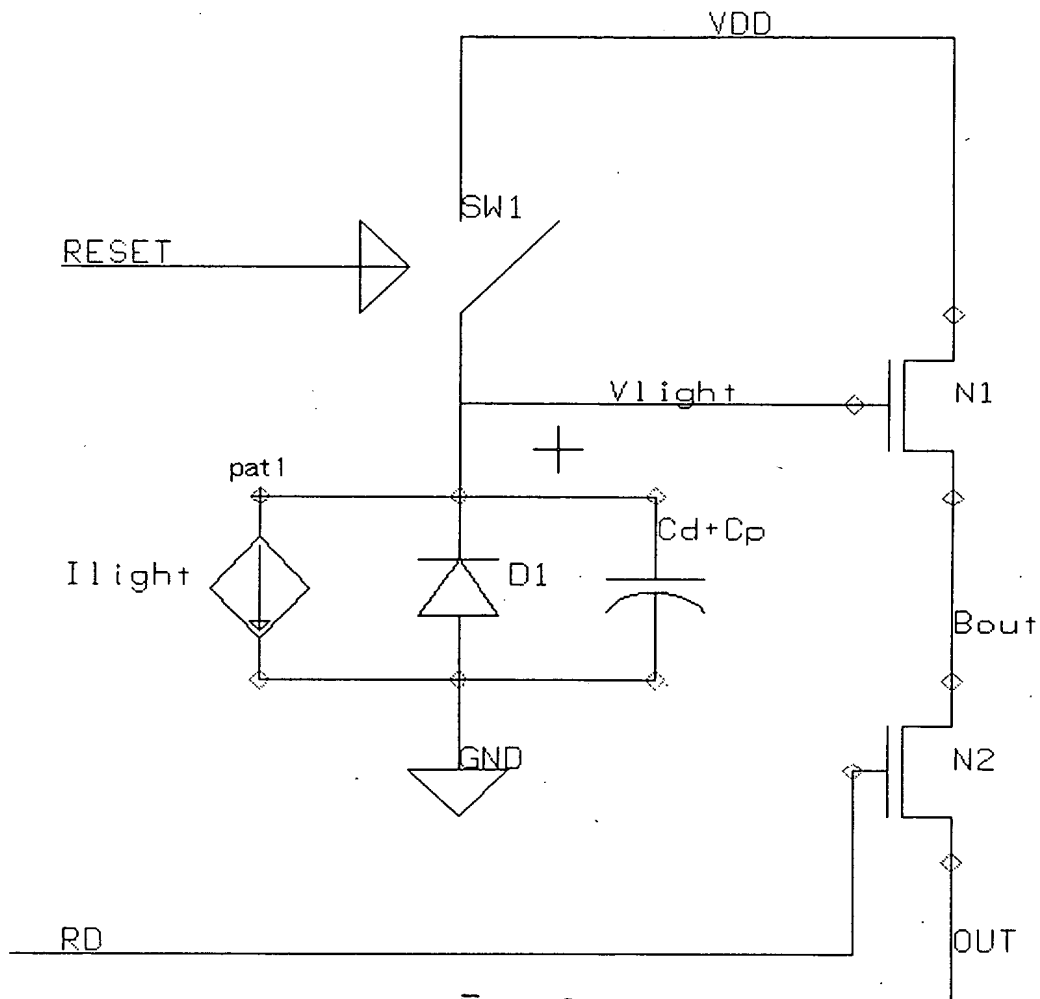 VDD
SW1
RESET
Vlight
N1
pat1
Cd+Cp
Ilight
D1
Bout
GND
N2
RD
OUT